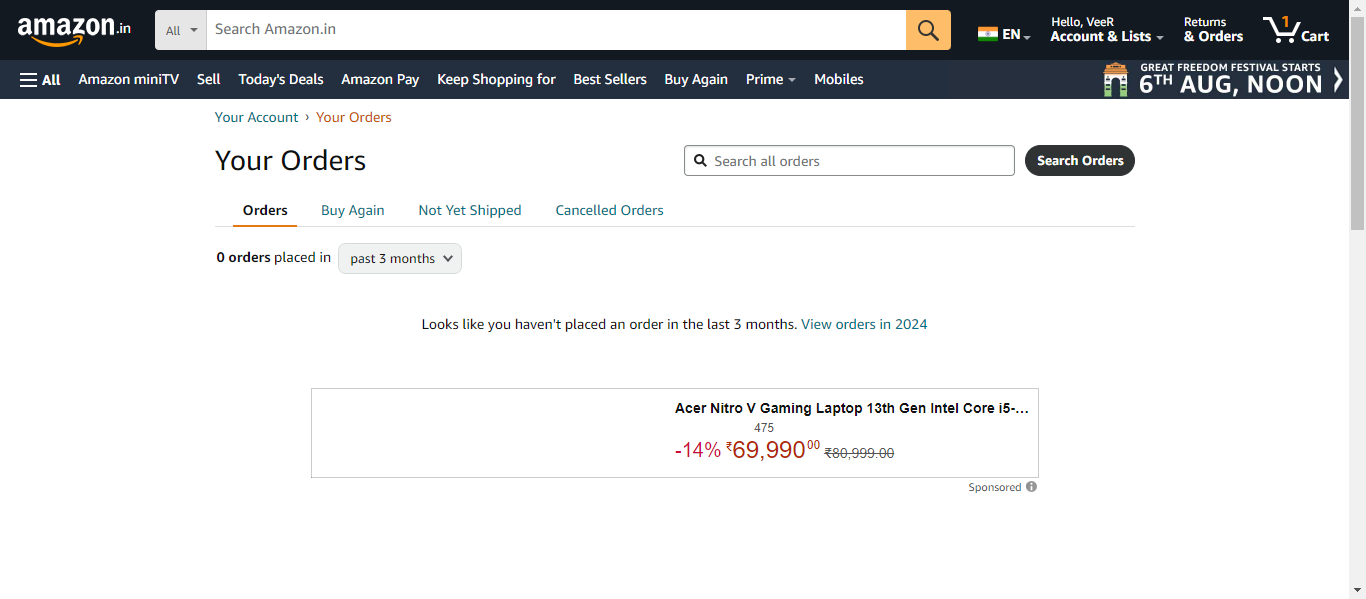 amazon.in
All
Search Amazon.in
EN
Hello, VeeR
Account & Lists
Returns
& Orders
1
Cart
All
Amazon miniTV
Sell
Today's Deals
Amazon Pay
Keep Shopping for
Best Sellers
Buy Again
Prime
Mobiles
GREAT FREEDOM FESTIVAL STARTS
6TH AUG, NOON
Your Account › Your Orders
Your Orders
Search all orders
Search Orders
Orders
Buy Again
Not Yet Shipped
Cancelled Orders
0 orders placed in past 3 months
Looks like you haven't placed an order in the last 3 months. View orders in 2024
Acer Nitro V Gaming Laptop 13th Gen Intel Core i5-...
475
-14% ₹69,99000 ₹80,999.00
Sponsored